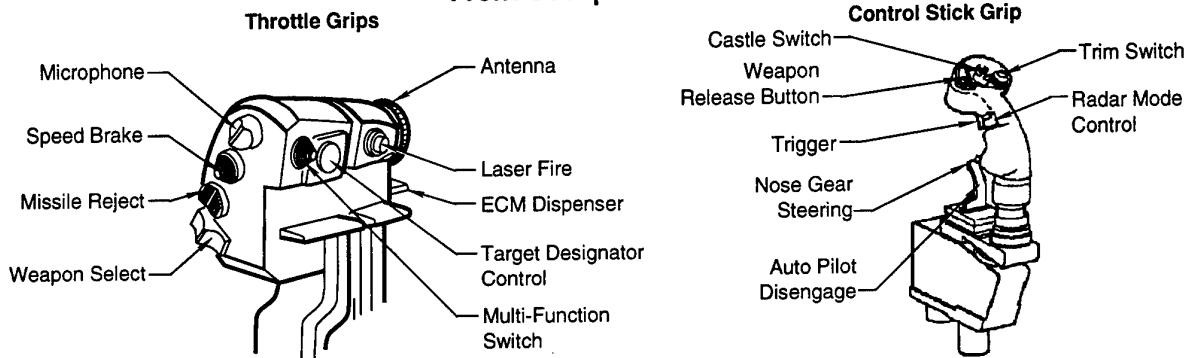 Throttle Grips
Control Stick Grip
Microphone
Speed Brake
Missile Reject
Weapon Select
Antenna
Laser Fire
ECM Dispenser
Target Designator
Control
Multi-Function
Switch
Castle Switch
Weapon
Release Button
Trigger
Nose Gear
Steering
Auto Pilot
Disengage
Trim Switch
Radar Mode
Control